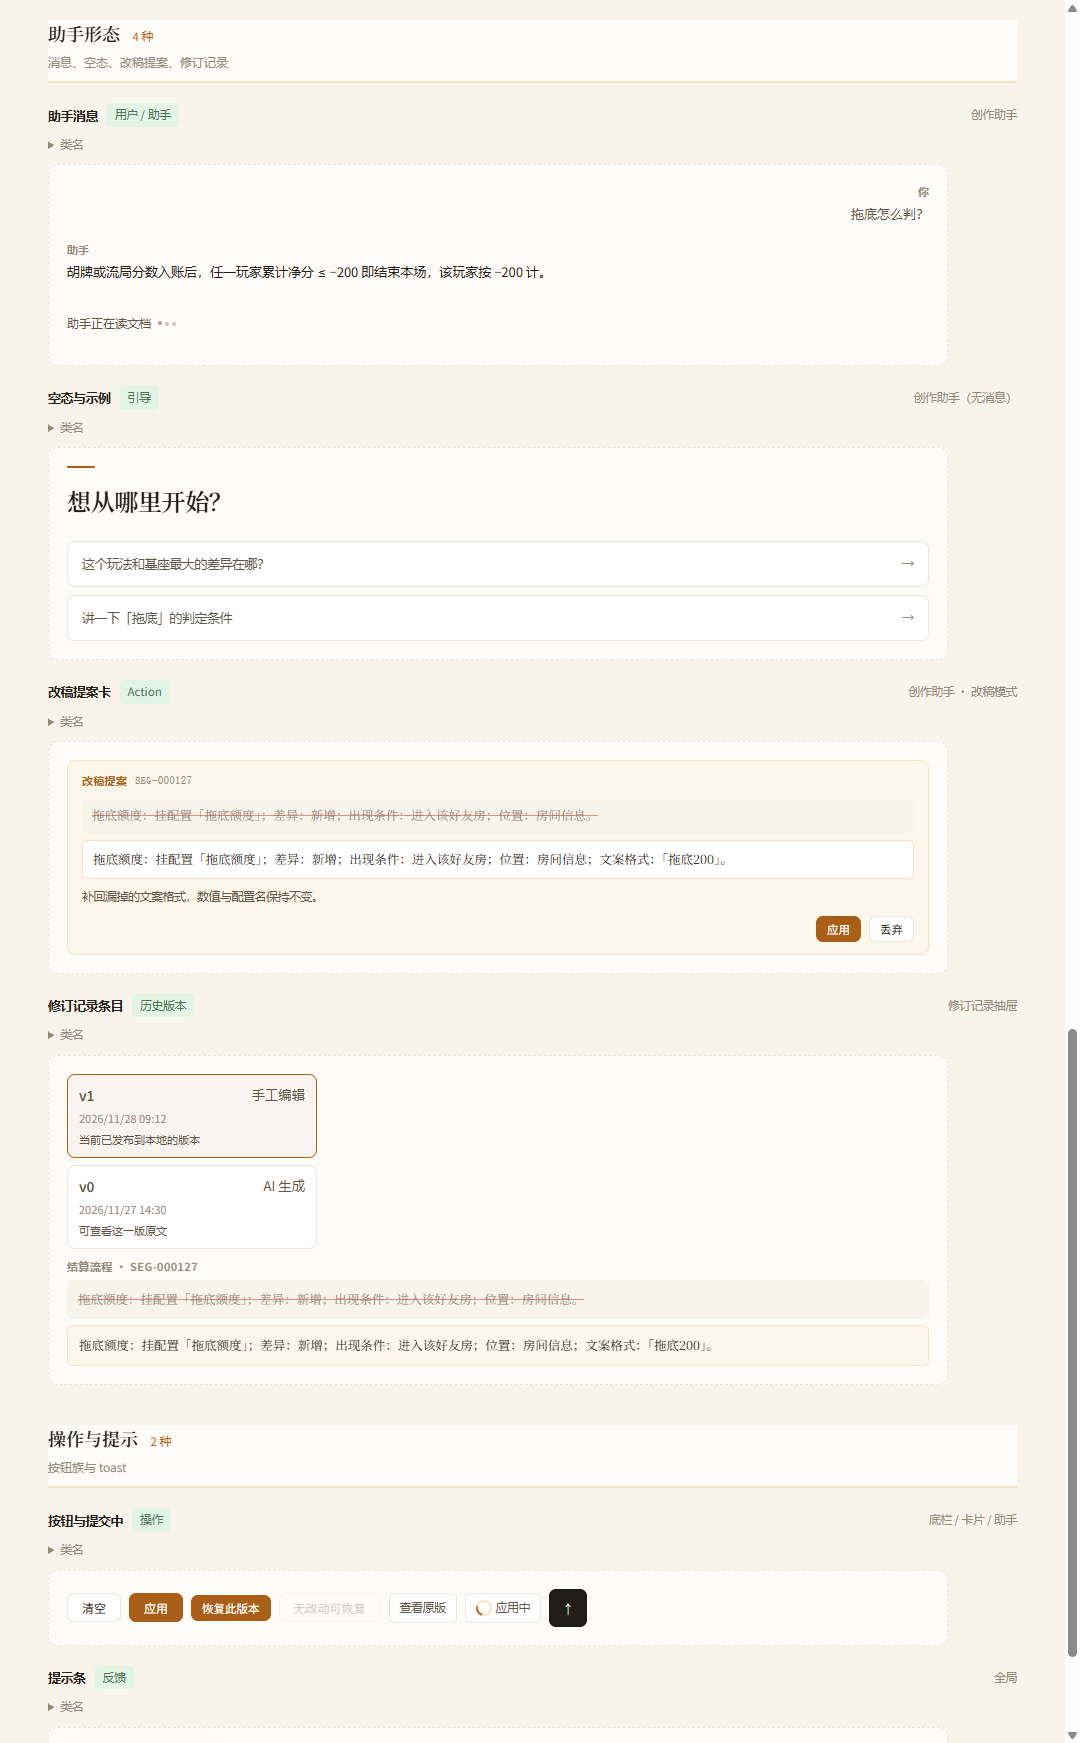 助手形态 4 种
消息、空态、改稿提案、修订记录
助手消息 用户 / 助手 创作助手
▶ 类名
你
拖底怎么判？
助手
胡牌或流局分数入账后，任一玩家累计净分 ≤ −200 即结束本场，该玩家按 −200 计。
助手正在读文档
空态与示例 引导 创作助手（无消息）
▶ 类名
想从哪里开始？
这个玩法和基座最大的差异在哪？ →
讲一下「拖底」的判定条件 →
改稿提案卡 Action 创作助手 · 改稿模式
▶ 类名
改稿提案 SEG-000127
拖底额度：挂配置「拖底额度」；差异：新增；出现条件：进入该好友房；位置：房间信息。
拖底额度：挂配置「拖底额度」；差异：新增；出现条件：进入该好友房；位置：房间信息；文案格式：「拖底200」。
补回漏掉的文案格式，数值与配置名保持不变。
应用 丢弃
修订记录条目 历史版本 修订记录抽屉
▶ 类名
v1 手工编辑
2026/11/28 09:12
当前已发布到本地的版本
v0 AI 生成
2026/11/27 14:30
可查看这一版原文
结算流程 · SEG-000127
拖底额度：挂配置「拖底额度」；差异：新增；出现条件：进入该好友房；位置：房间信息。
拖底额度：挂配置「拖底额度」；差异：新增；出现条件：进入该好友房；位置：房间信息；文案格式：「拖底200」。
操作与提示 2 种
按钮族与 toast
按钮与提交中 操作 底栏 / 卡片 / 助手
▶ 类名
清空 应用 恢复此版本 无改动可恢复 查看原版 应用中 ↑
提示条 反馈 全局
▶ 类名